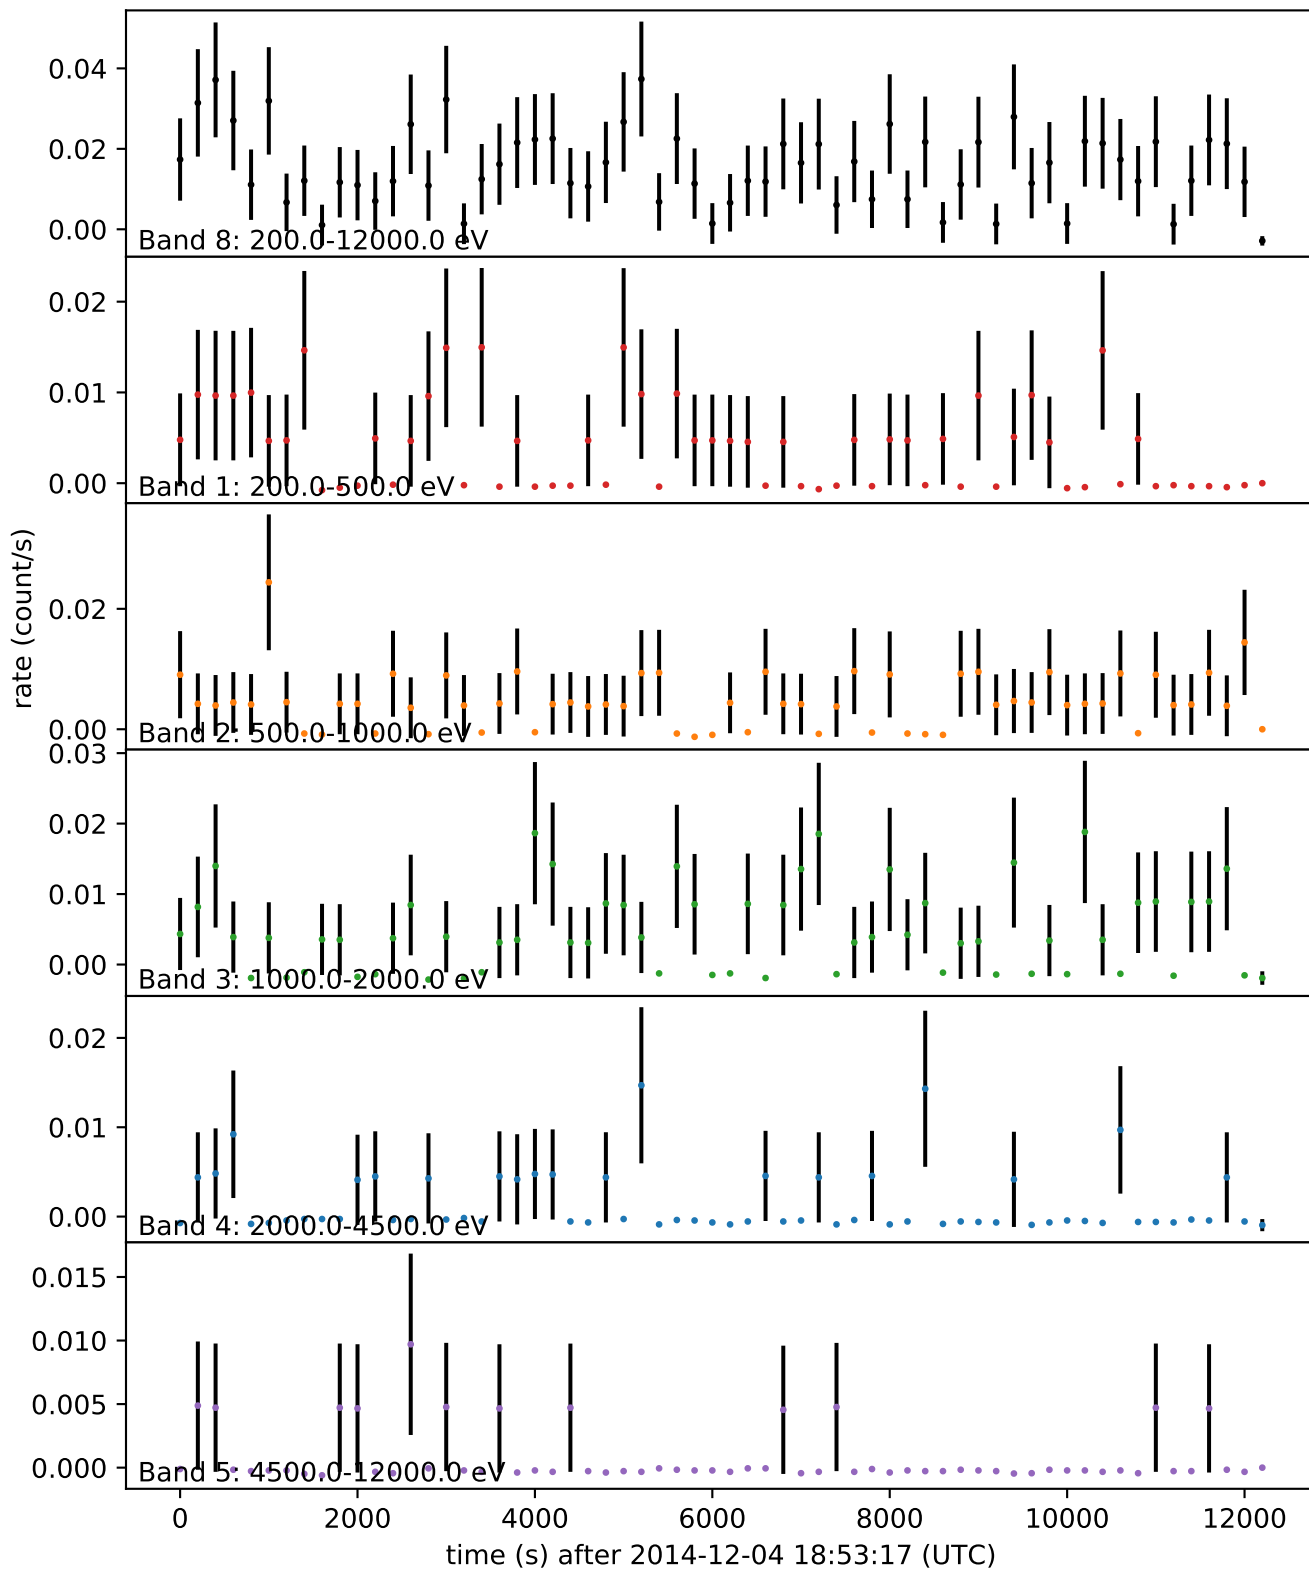 0.04
0.02
0.00
Band 8: 200.0-12000.0 eV
0.02
0.01
0.00
Band 1: 200.0-500.0 eV
rate (count/s)
0.02
0.00
Band 2: 500.0-1000.0 eV
0.03
0.02
0.01
0.00
Band 3: 1000.0-2000.0 eV
0.02
0.01
0.00
Band 4: 2000.0-4500.0 eV
0.015
0.010
0.005
0.000
Band 5: 4500.0-12000.0 eV
0 2000 4000 6000 8000 10000 12000
time (s) after 2014-12-04 18:53:17 (UTC)